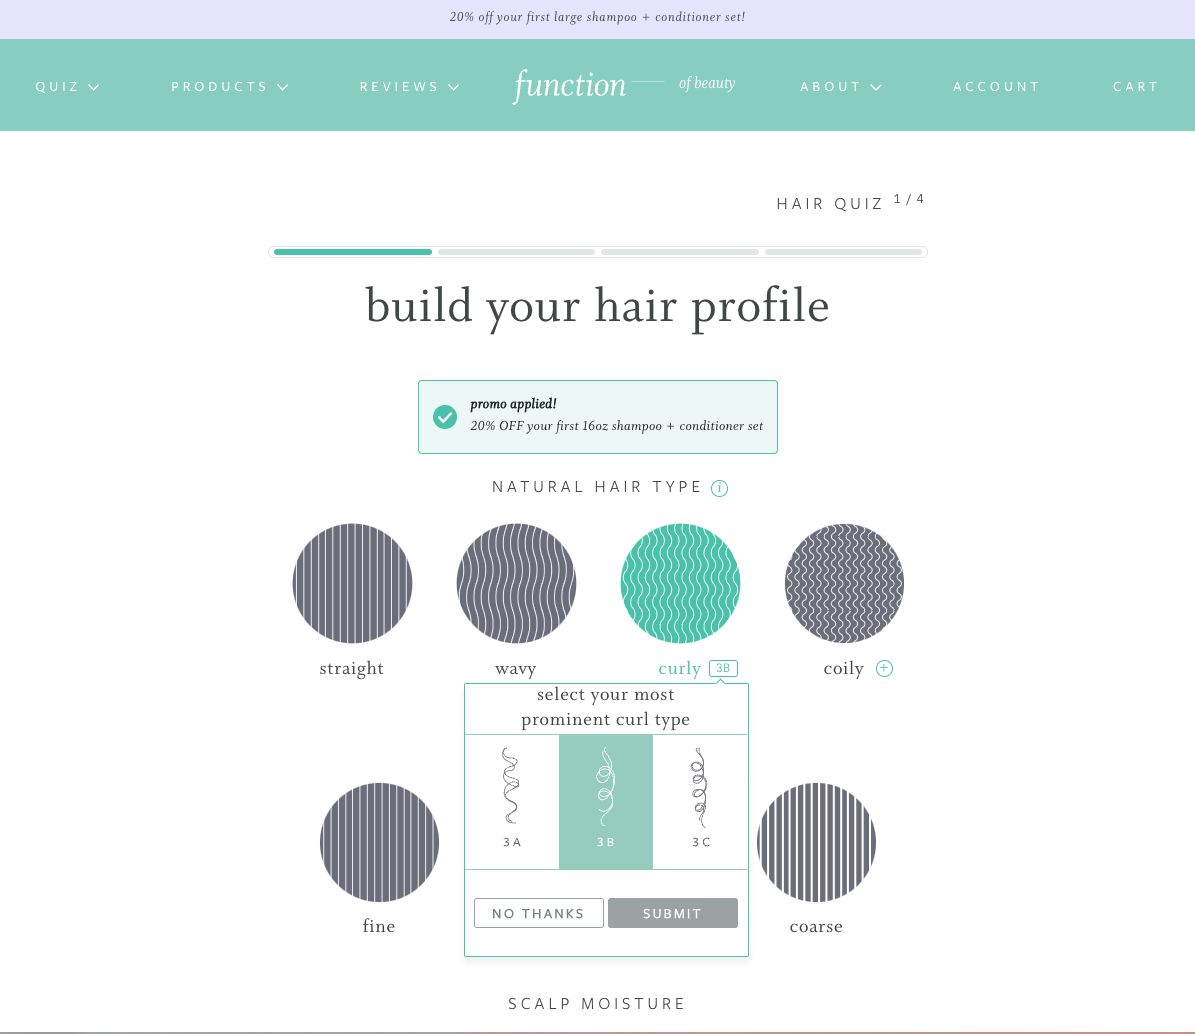 20% off your first large shampoo + conditioner set!
QUIZ PRODUCTS REVIEWS function of beauty ABOUT ACCOUNT CART
HAIR QUIZ 1 / 4
build your hair profile
promo applied!
20% OFF your first 16oz shampoo + conditioner set
NATURAL HAIR TYPE i
straight wavy curly 3B coily +
select your most
prominent curl type
3A 3B 3C
NO THANKS SUBMIT
fine coarse
SCALP MOISTURE